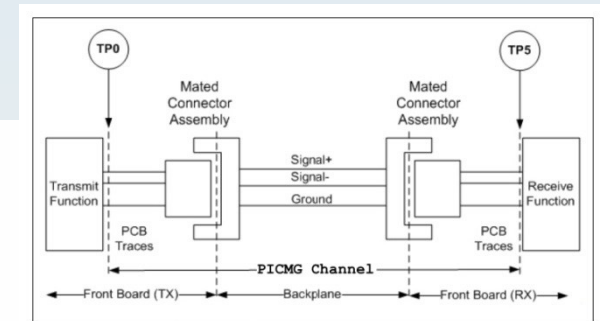 TP0
TP5
Mated
Connector
Assembly
Mated
Connector
Assembly
Transmit
Function
Signal+
Signal-
Ground
Receive
Function
PCB
Traces
PCB
Traces
PICMG Channel
Front Board (TX)
Backplane
Front Board (RX)